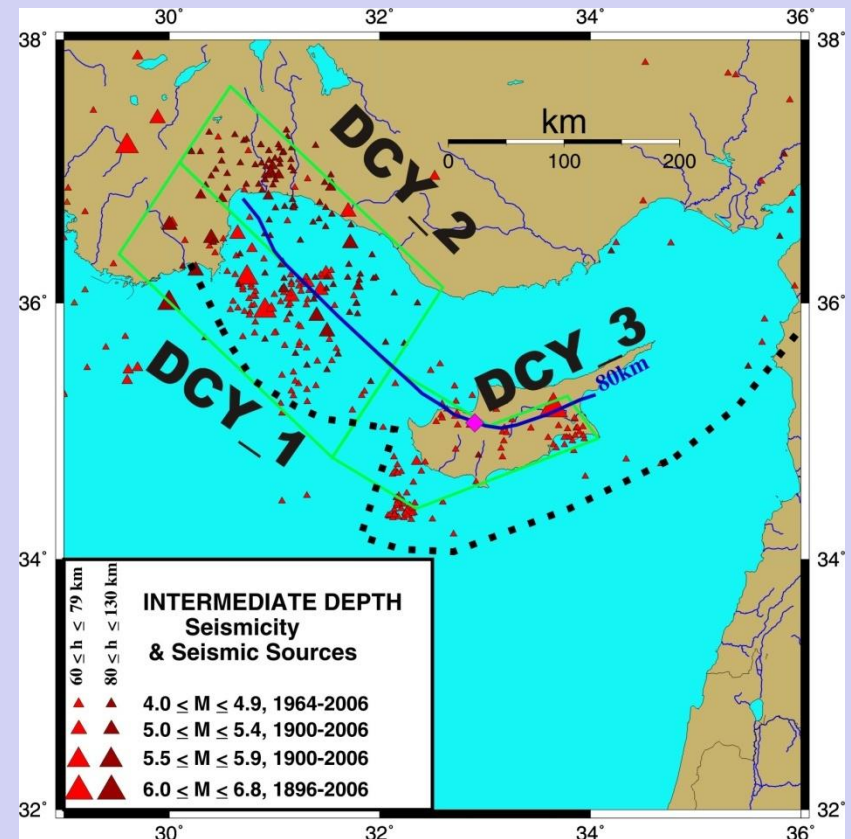 30° 32° 34° 36°
38° 38°
km
0 100 200
DCY_2
36° 36°
DCY_3
80km
DCY_1
34° 34°
60 ≤ h ≤ 79 km
80 ≤ h ≤ 130 km
INTERMEDIATE DEPTH
Seismicity
& Seismic Sources
4.0 ≤ M ≤ 4.9, 1964-2006
5.0 ≤ M ≤ 5.4, 1900-2006
5.5 ≤ M ≤ 5.9, 1900-2006
6.0 ≤ M ≤ 6.8, 1896-2006
32° 32°
30° 32° 34° 36°